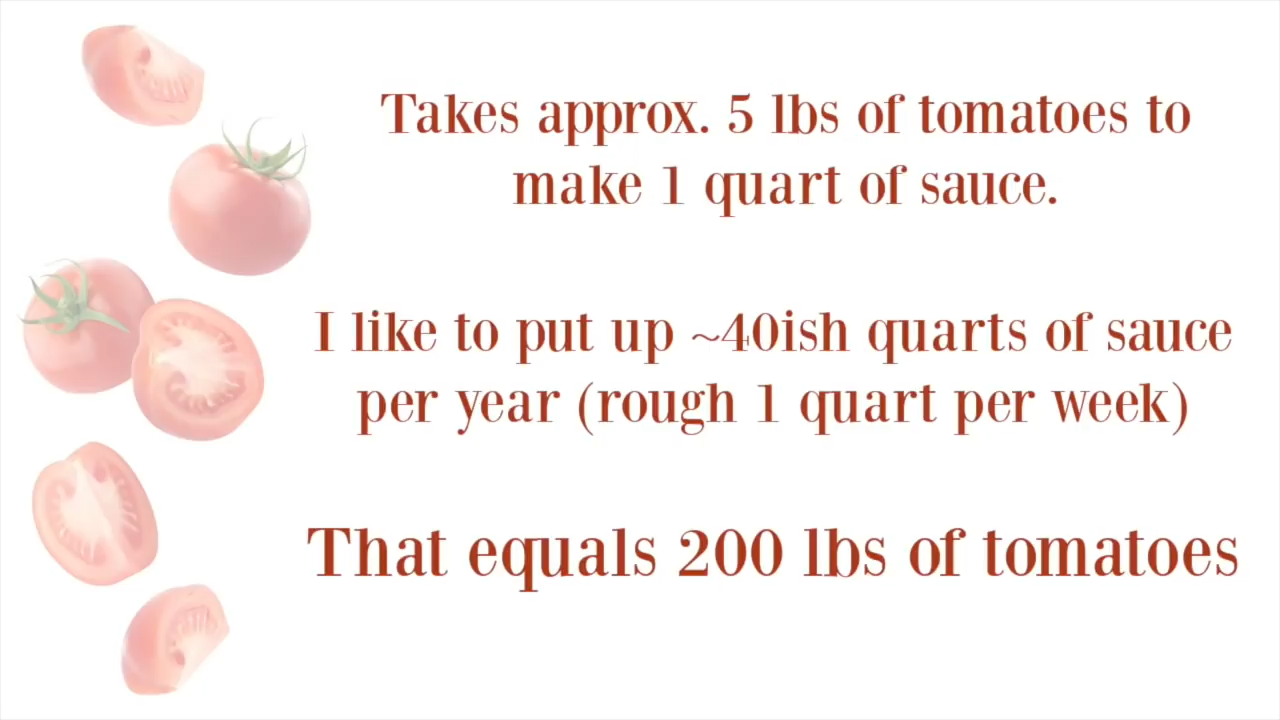 Takes approx. 5 lbs of tomatoes to
make 1 quart of sauce.
I like to put up ~40ish quarts of sauce
per year (rough 1 quart per week)
That equals 200 lbs of tomatoes